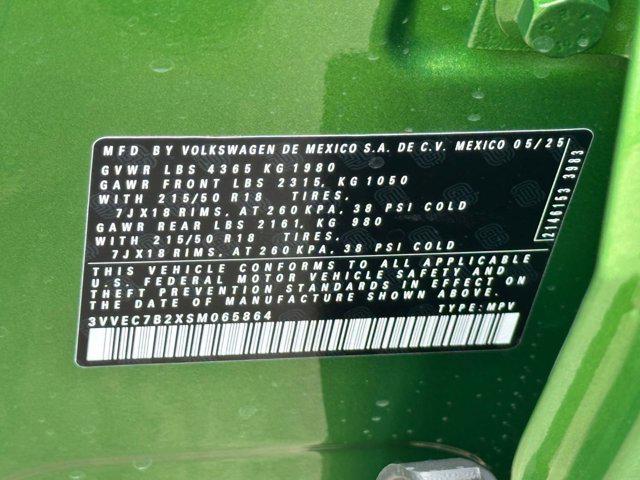 MFD BY VOLKSWAGEN DE MEXICO S.A. DE C.V. MEXICO 05/25
GVWR LBS 4365 KG 1980
GAWR FRONT LBS 2315, KG 1050
WITH 215/50 R18 TIRES,
7JX18 RIMS, AT 260 KPA, 38 PSI COLD
GAWR REAR LBS 2161, KG 980
WITH 215/50 R18 TIRES,
7JX18 RIMS, AT 260 KPA, 38 PSI COLD
THIS VEHICLE CONFORMS TO ALL APPLICABLE
U.S. FEDERAL MOTOR VEHICLE SAFETY AND
THEFT PREVENTION STANDARDS IN EFFECT ON
THE DATE OF MANUFACTURE SHOWN ABOVE.
3VVEC7B2XSM065864 TYPE: MPV
2146153 3983